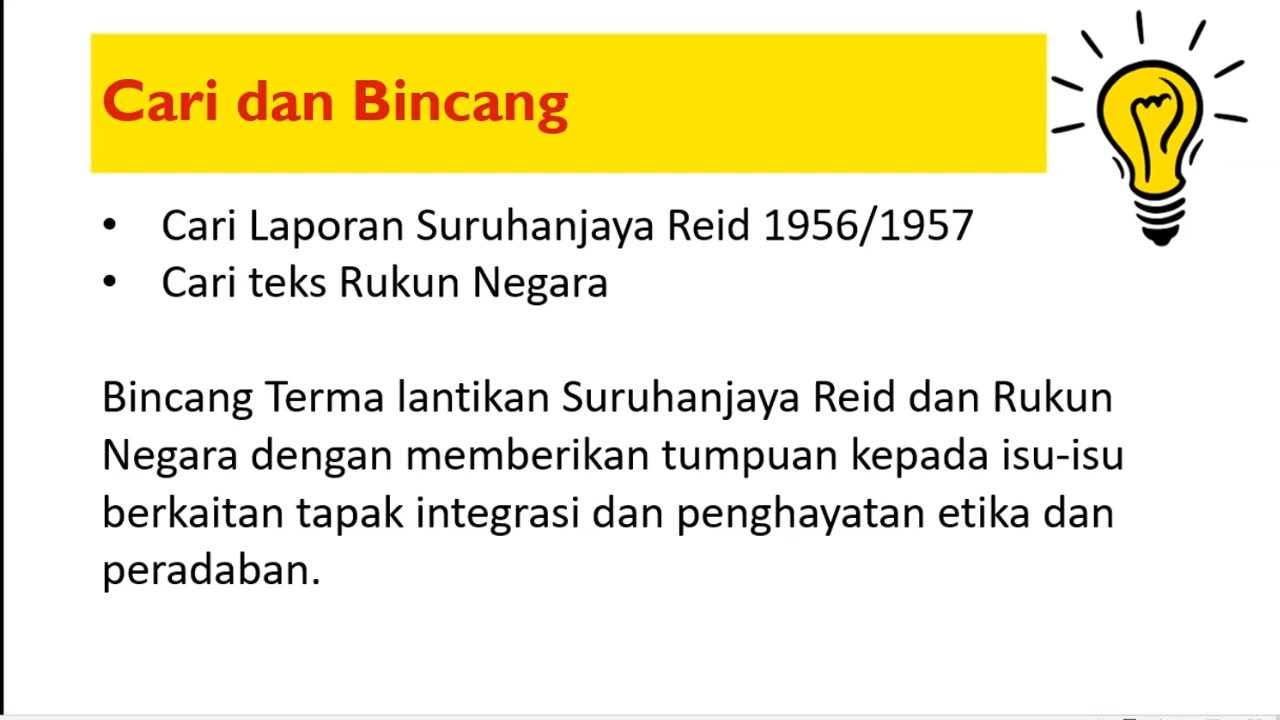 Cari dan Bincang
• Cari Laporan Suruhanjaya Reid 1956/1957
• Cari teks Rukun Negara
Bincang Terma lantikan Suruhanjaya Reid dan Rukun
Negara dengan memberikan tumpuan kepada isu-isu
berkaitan tapak integrasi dan penghayatan etika dan
peradaban.